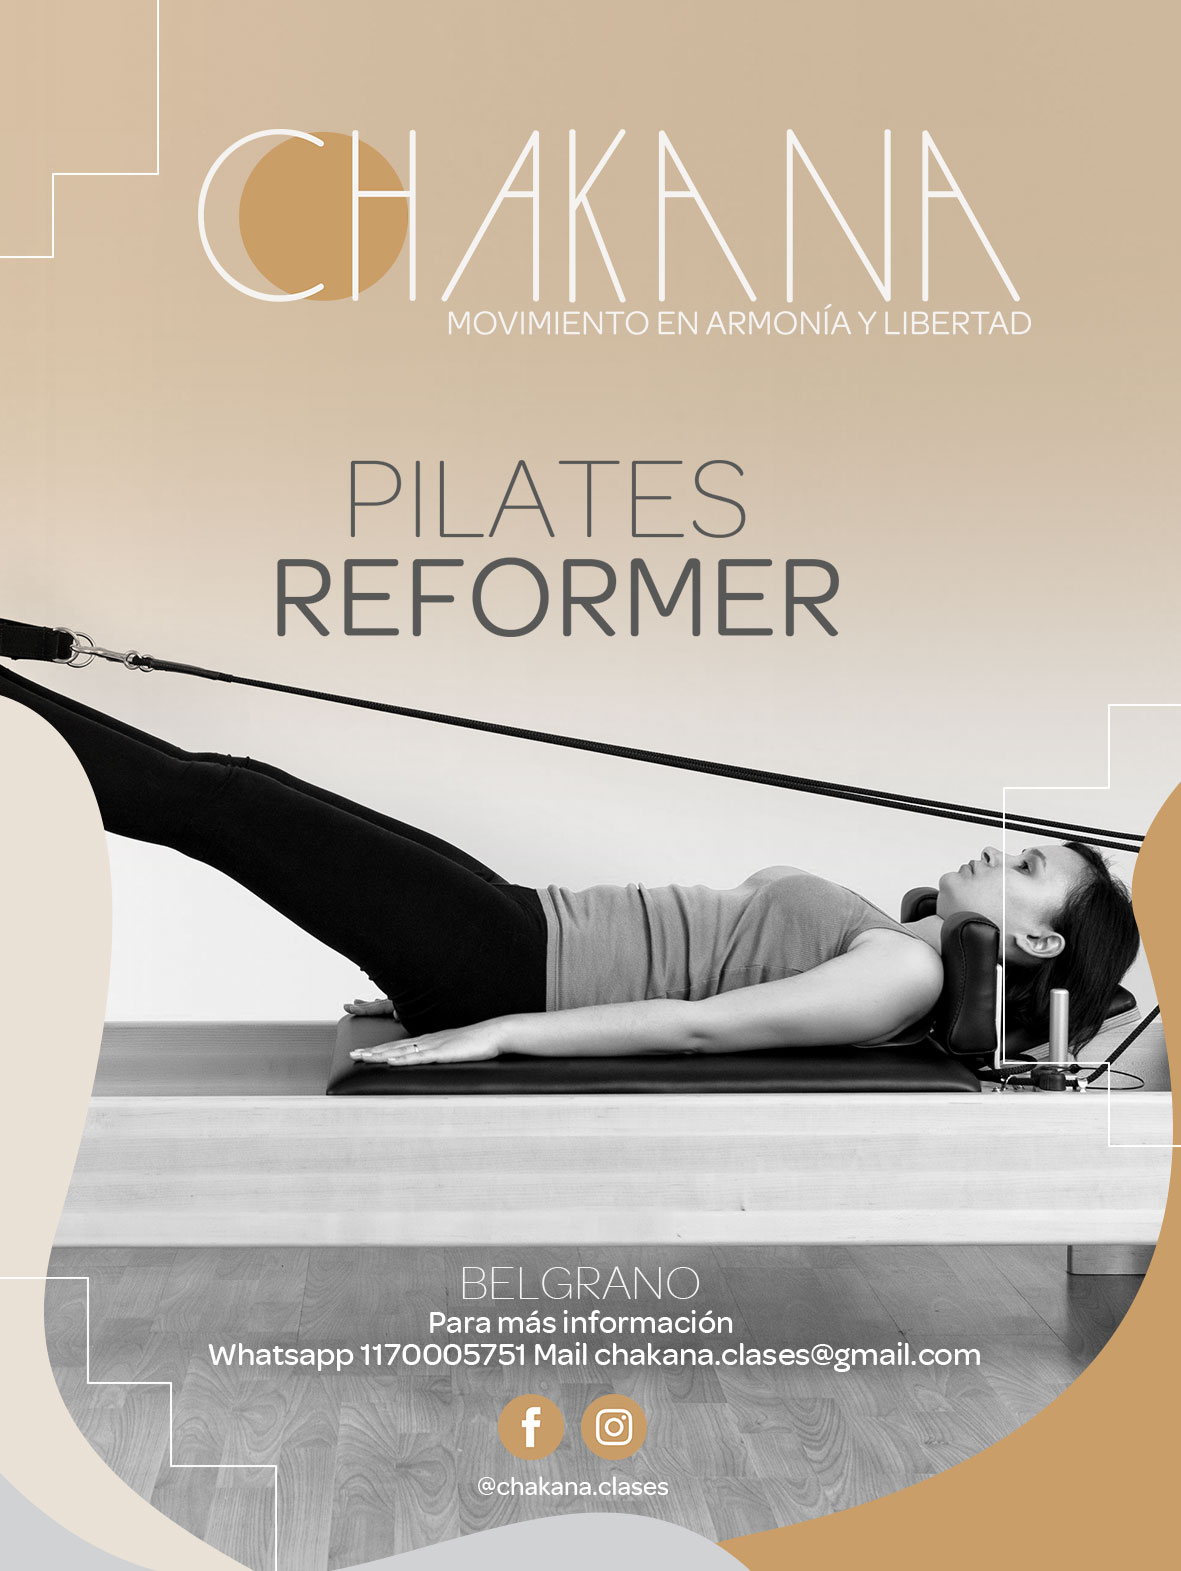 CHAKANA
MOVIMIENTO EN ARMONÍA Y LIBERTAD
PILATES
REFORMER
BELGRANO
Para más información
Whatsapp 1170005751 Mail chakana.clases@gmail.com
@chakana.clases